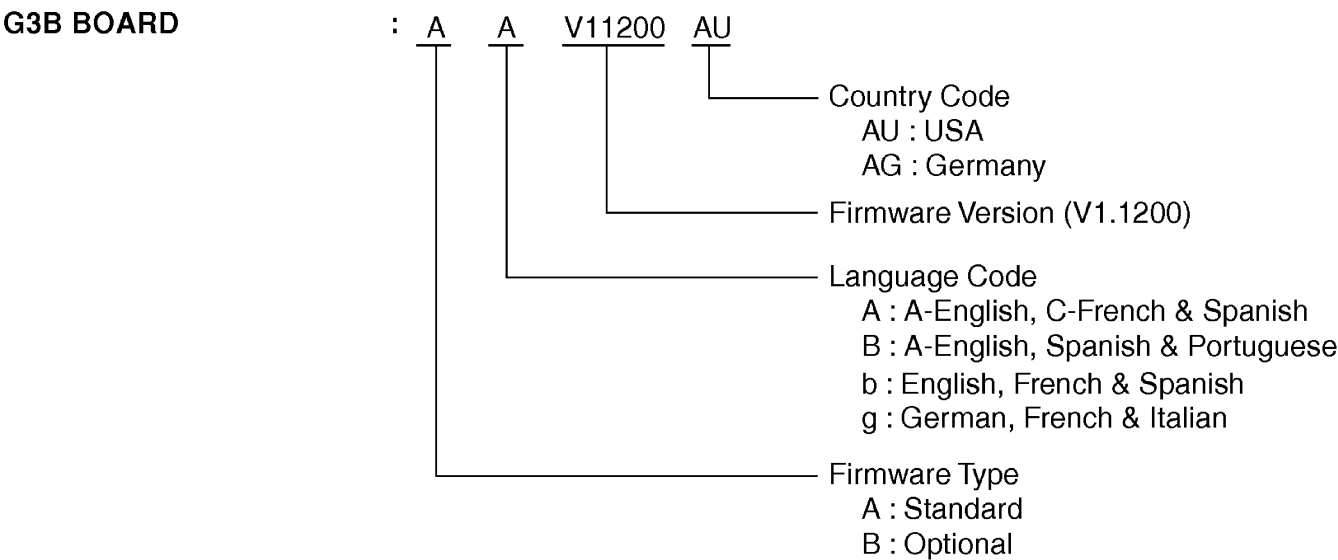 G3B BOARD : A A V11200 AU
Country Code
AU : USA
AG : Germany
Firmware Version (V1.1200)
Language Code
A : A-English, C-French & Spanish
B : A-English, Spanish & Portuguese
b : English, French & Spanish
g : German, French & Italian
Firmware Type
A : Standard
B : Optional